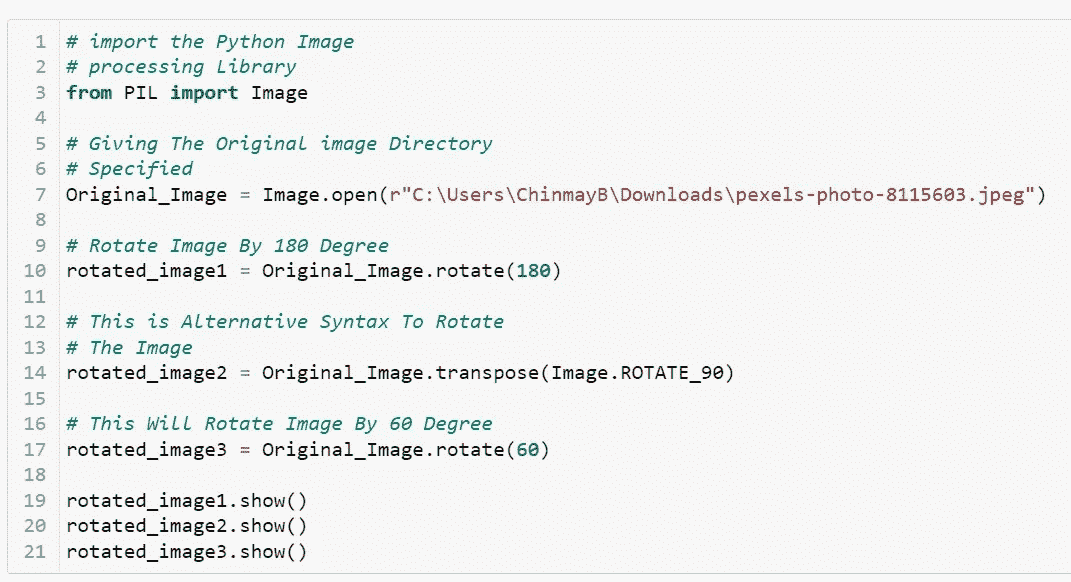 1 # import the Python Image
2 # processing Library
3 from PIL import Image
4
5 # Giving The Original image Directory
6 # Specified
7 Original_Image = Image.open(r"C:\Users\ChinmayB\Downloads\pexels-photo-8115603.jpeg")
8
9 # Rotate Image By 180 Degree
10 rotated_image1 = Original_Image.rotate(180)
11
12 # This is Alternative Syntax To Rotate
13 # The Image
14 rotated_image2 = Original_Image.transpose(Image.ROTATE_90)
15
16 # This Will Rotate Image By 60 Degree
17 rotated_image3 = Original_Image.rotate(60)
18
19 rotated_image1.show()
20 rotated_image2.show()
21 rotated_image3.show()